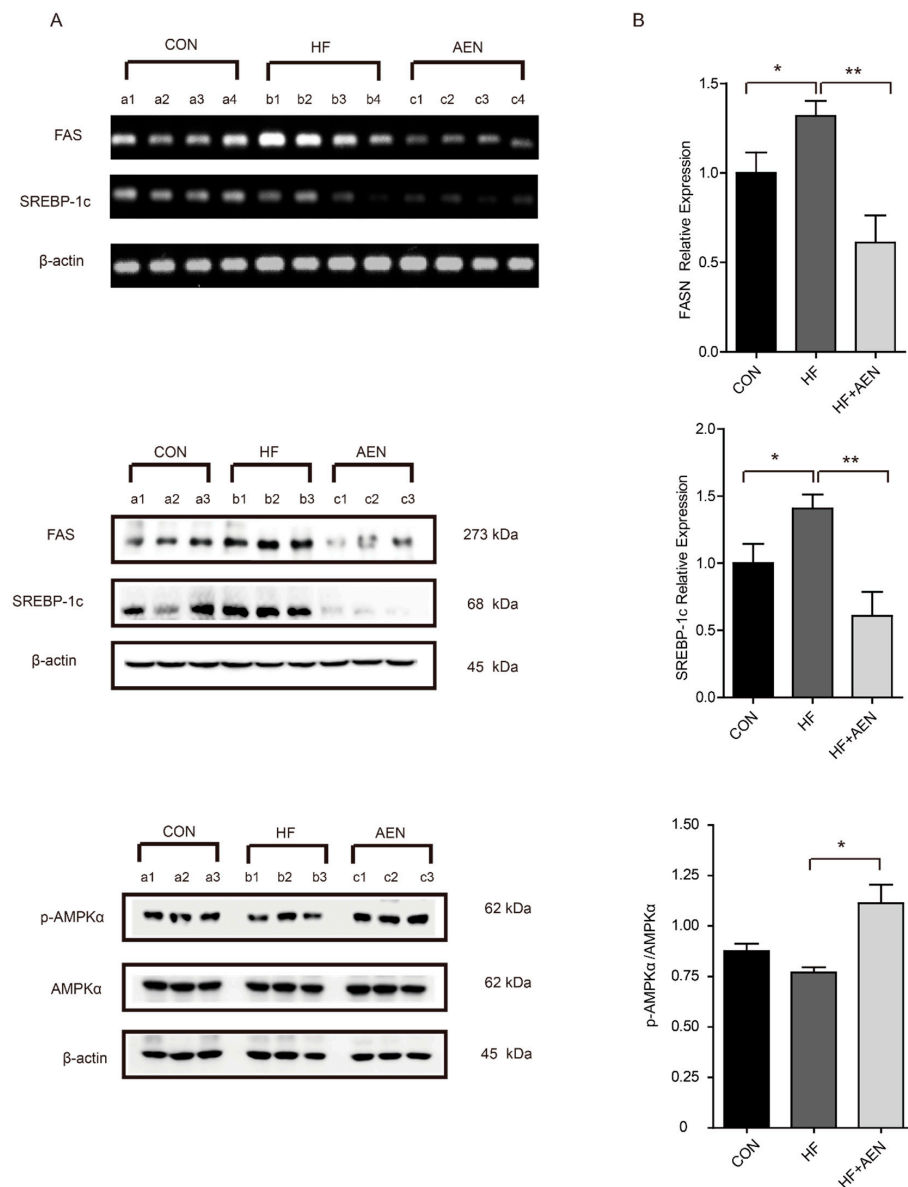 A
B
CON HF AEN
a1 a2 a3 a4 b1 b2 b3 b4 c1 c2 c3 c4
FAS
SREBP-1c
β-actin
CON HF AEN
a1 a2 a3 b1 b2 b3 c1 c2 c3
FAS 273 kDa
SREBP-1c 68 kDa
β-actin 45 kDa
CON HF AEN
a1 a2 a3 b1 b2 b3 c1 c2 c3
p-AMPKα 62 kDa
AMPKα 62 kDa
β-actin 45 kDa
FASN Relative Expression
1.5
1.0
0.5
0.0
* **
CON HF HF+AEN
SREBP-1c Relative Expression
2.0
1.5
1.0
0.5
0.0
* **
CON HF HF+AEN
p-AMPKα/AMPKα
1.50
1.25
1.00
0.75
0.50
0.25
0
*
CON HF HF+AEN